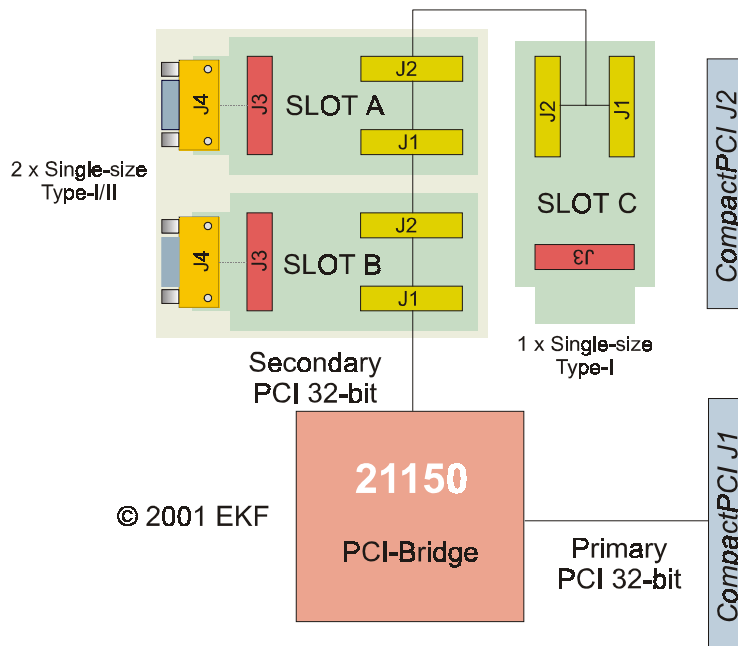 J2
J4
J3
SLOT A
J1
J2
J1
CompactPCI J2
2 x Single-size
Type-I/II
SLOT C
J2
J4
J3
SLOT B
J1
J3
1 x Single-size
Type-I
Secondary
PCI 32-bit
21150
PCI-Bridge
© 2001 EKF
Primary
PCI 32-bit
CompactPCI J1